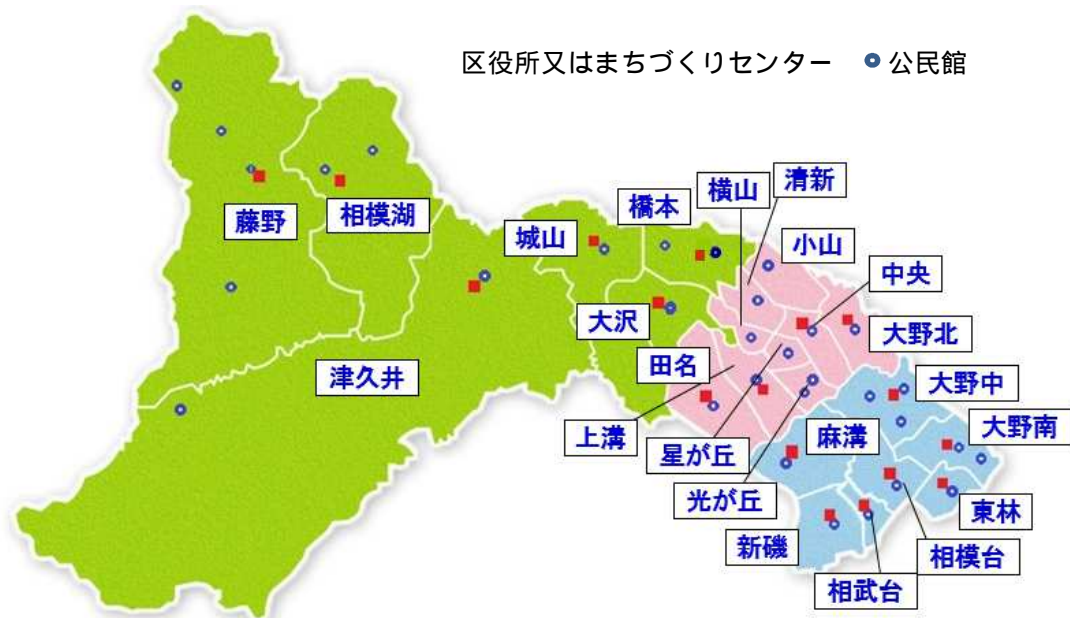 区役所又はまちづくりセンター 公民館
清新
横山
橋本
小山
藤野
相模湖
城山
中央
大沢
大野北
田名
津久井
大野中
大野南
上溝
星が丘
麻溝
光が丘
東林
新磯
相模台
相武台